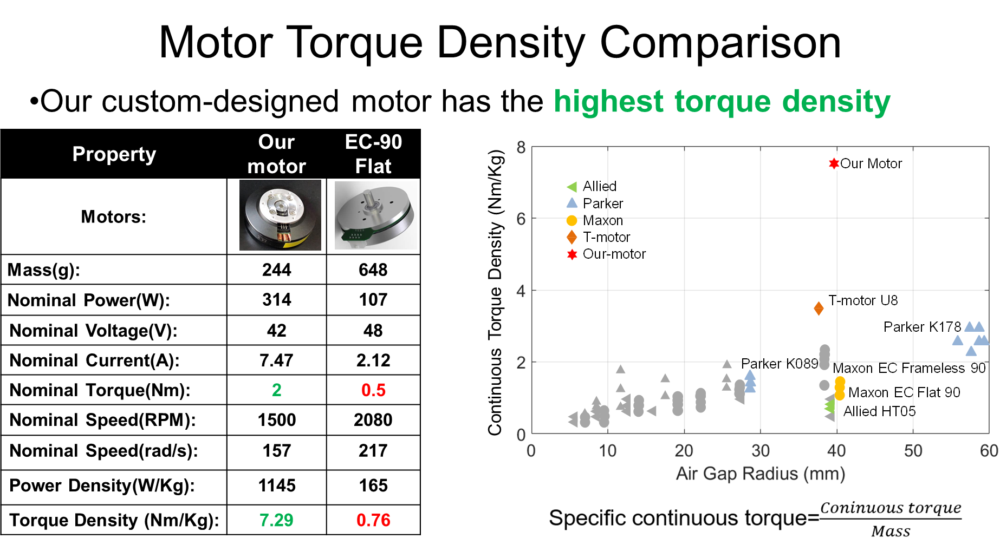 Motor Torque Density Comparison
•Our custom-designed motor has the highest torque density
Property
Our motor
EC-90 Flat
Motors:
Mass(g): 244 648
Nominal Power(W): 314 107
Nominal Voltage(V): 42 48
Nominal Current(A): 7.47 2.12
Nominal Torque(Nm): 2 0.5
Nominal Speed(RPM): 1500 2080
Nominal Speed(rad/s): 157 217
Power Density(W/Kg): 1145 165
Torque Density (Nm/Kg): 7.29 0.76
Continuous Torque Density (Nm/Kg)
8
6
4
2
0
Allied
Parker
Maxon
T-motor
Our-motor
Our Motor
T-motor U8
Parker K178
Parker K089
Maxon EC Frameless 90
Maxon EC Flat 90
Allied HT05
0 10 20 30 40 50 60
Air Gap Radius (mm)
Specific continuous torque=
Coninuous torque
Mass